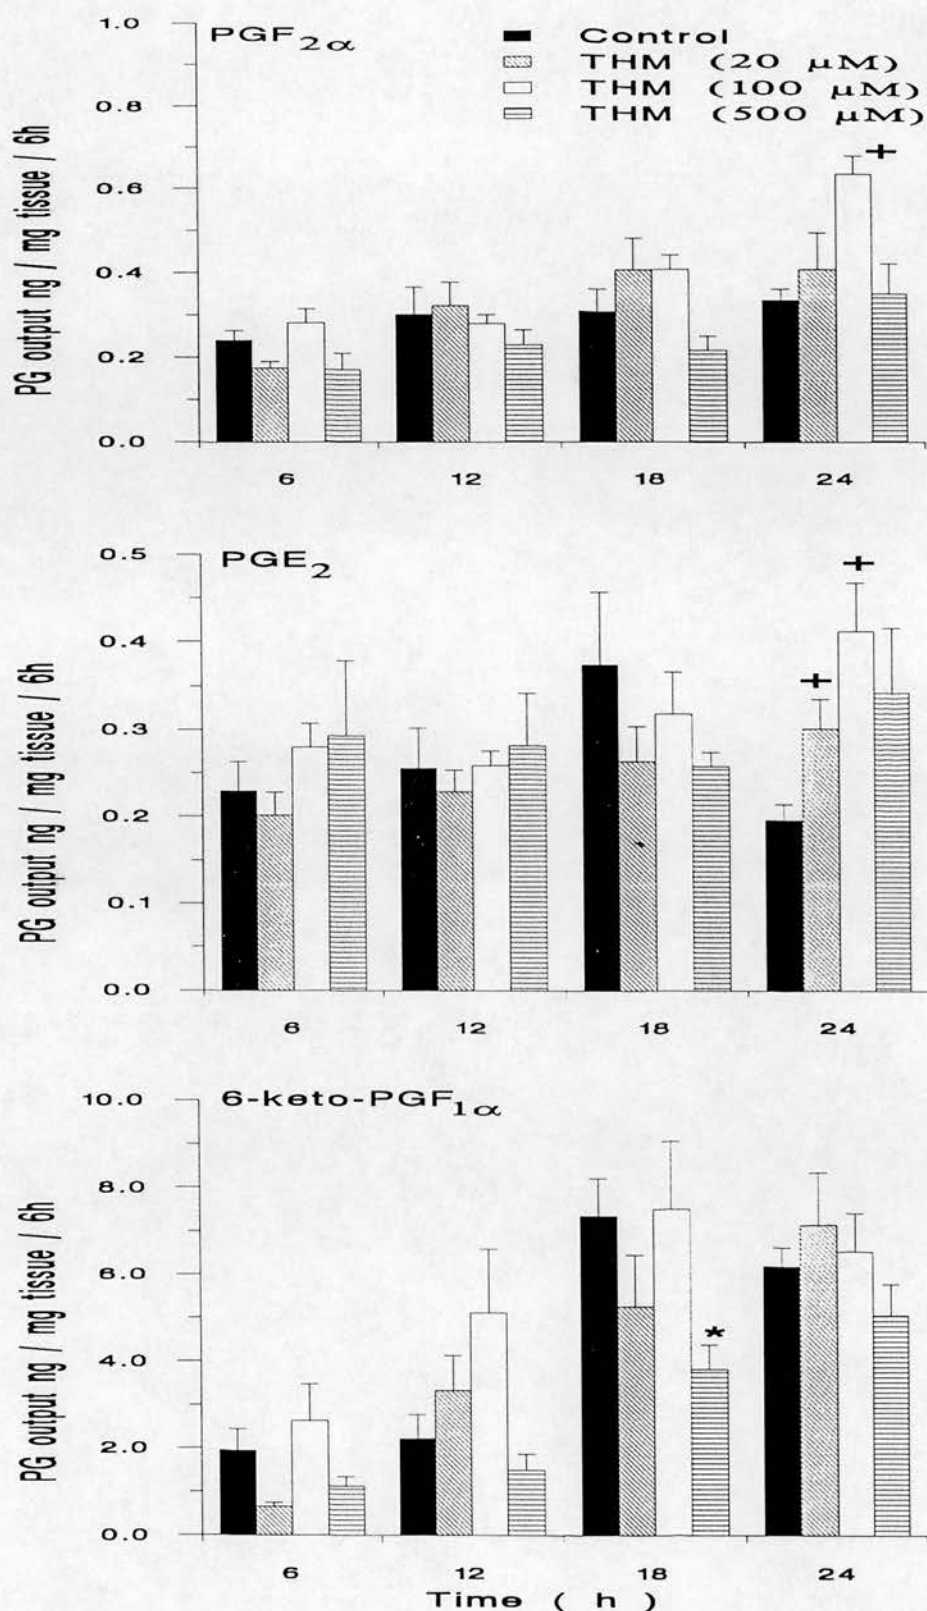 PGF2α
Control
THM (20 μM)
THM (100 μM)
THM (500 μM)
PG output ng / mg tissue / 6h
1.0
0.8
0.6
0.4
0.2
0.0
+
6 12 18 24
PGE2
PG output ng / mg tissue / 6h
0.5
0.4
0.3
0.2
0.1
0.0
+
+
6 12 18 24
6-keto-PGF1α
PG output ng / mg tissue / 6h
10.0
8.0
6.0
4.0
2.0
0.0
*
6 12 18 24
Time ( h )